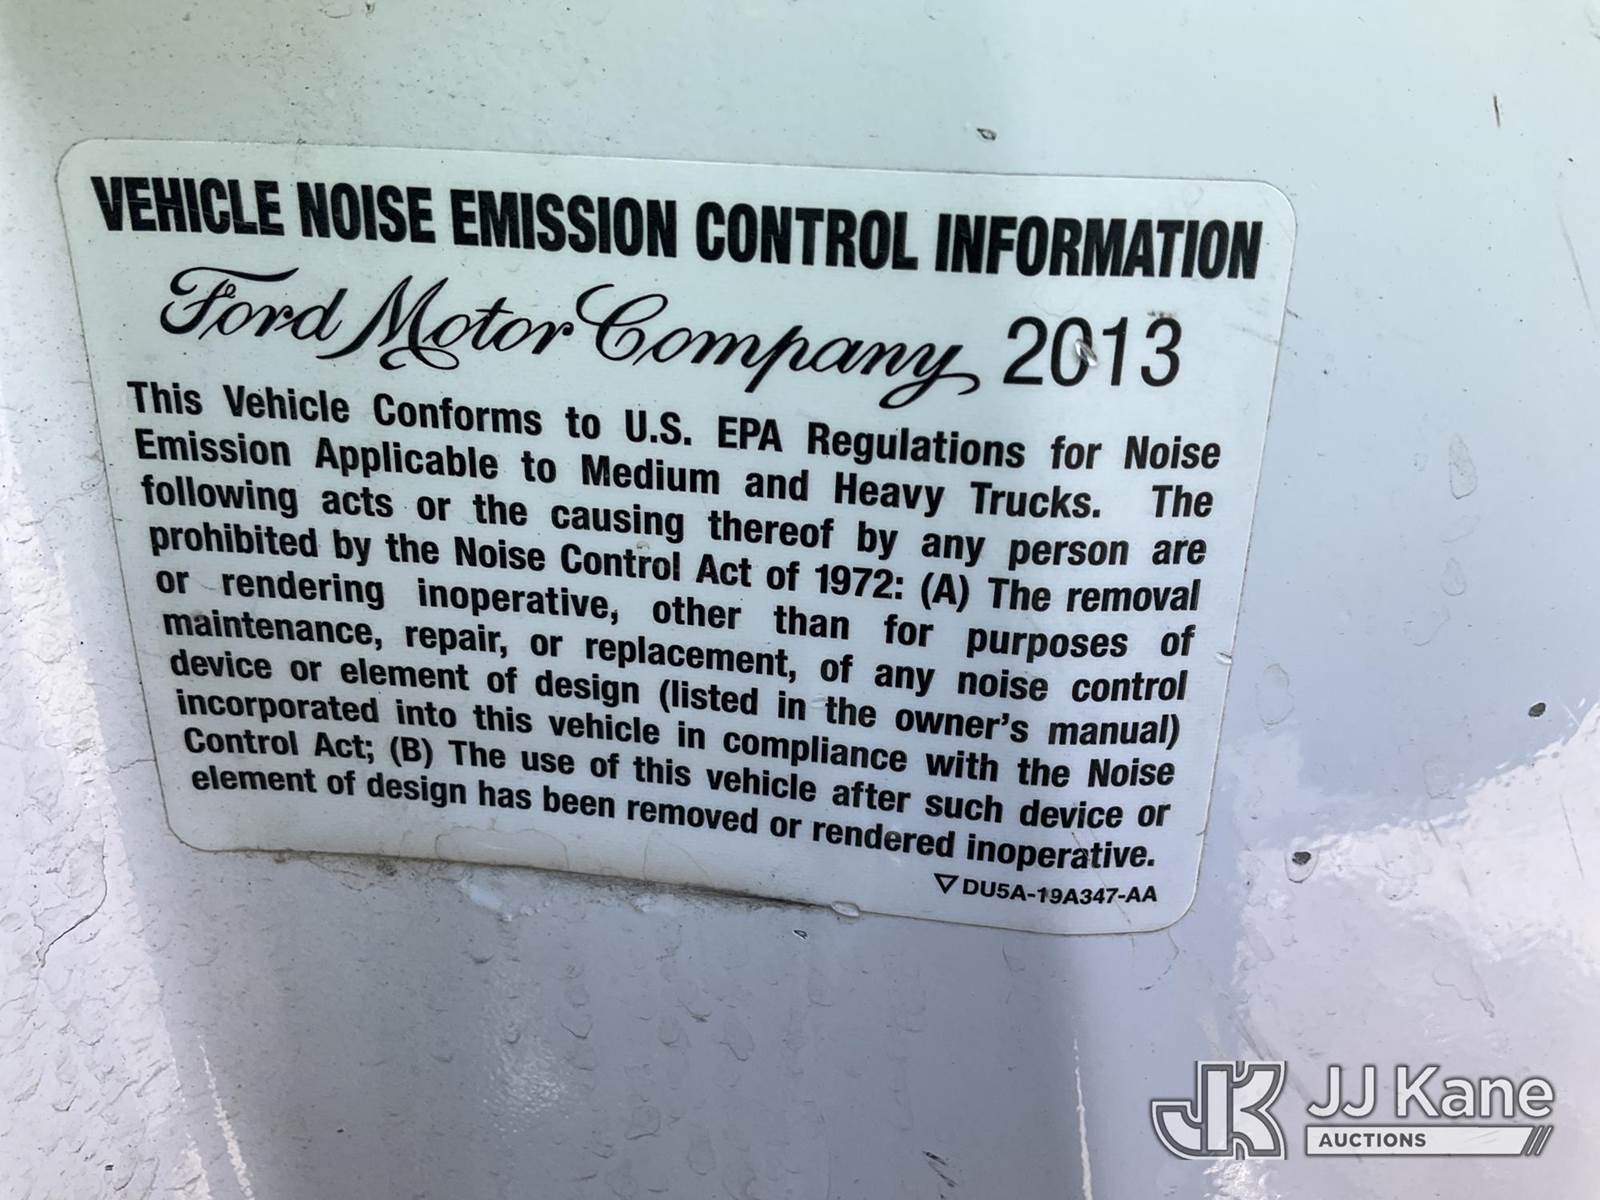 VEHICLE NOISE EMISSION CONTROL INFORMATION
Ford Motor Company 2013
This Vehicle Conforms to U.S. EPA Regulations for Noise
Emission Applicable to Medium and Heavy Trucks. The
following acts or the causing thereof by any person are
prohibited by the Noise Control Act of 1972: (A) The removal
or rendering inoperative, other than for purposes of
maintenance, repair, or replacement, of any noise control
device or element of design (listed in the owner's manual)
incorporated into this vehicle in compliance with the Noise
Control Act; (B) The use of this vehicle after such device or
element of design has been removed or rendered inoperative.
▽ DU5A-19A347-AA
JK JJ Kane
AUCTIONS